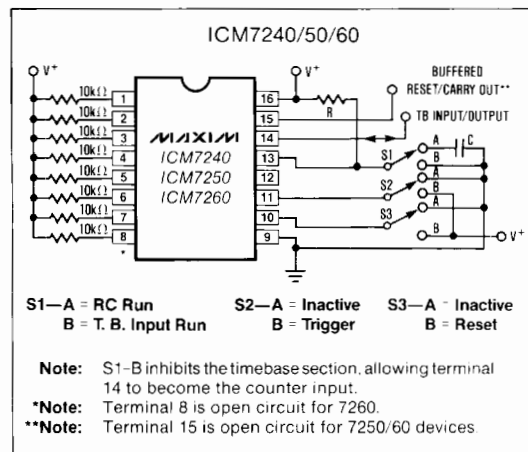 ICM7240/50/60
V+
10kΩ
10kΩ
10kΩ
10kΩ
10kΩ
10kΩ
10kΩ
10kΩ
1
2
3
4
5
6
7
8
*
MAXIM
ICM7240
ICM7250
ICM7260
16
15
14
13
12
11
10
9
V+
R
BUFFERED
RESET/CARRY OUT**
TB INPUT/OUTPUT
S1
A
C
B
S2
A
B
S3
A
B
V+
S1—A = RC Run
B = T. B. Input Run
S2—A = Inactive
B = Trigger
S3—A = Inactive
B = Reset
Note: S1-B inhibits the timebase section, allowing terminal
14 to become the counter input.
*Note: Terminal 8 is open circuit for 7260.
**Note: Terminal 15 is open circuit for 7250/60 devices.